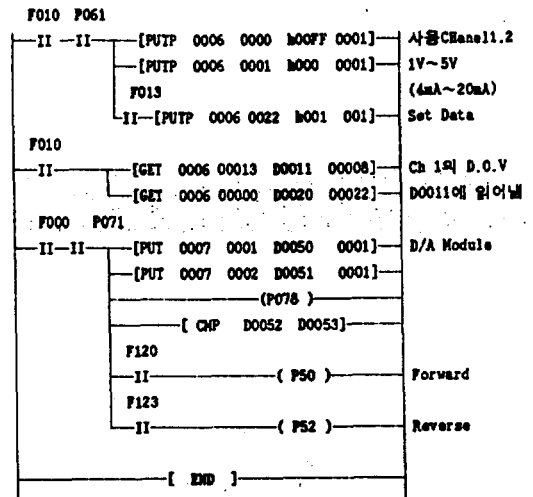 F010 P061
[PUTP 0006 0000 h00FF 0001] 사용CHanel1.2
[PUTP 0006 0001 h000 0001] 1V~5V
F013 (4mA~20mA)
[PUTP 0006 0022 h001 001] Set Data
F010
[GET 0006 00013 D0011 00008] Ch 1의 D.O.V
[GET 0006 00000 D0020 00022] D0011에 읽어냄
F000 P071
[PUT 0007 0001 D0050 0001] D/A Module
[PUT 0007 0002 D0051 0001]
(P078 )
[ CMP D0052 D0053]
F120
( P50 ) Forward
F123
( P52 ) Reverse
[ END ]